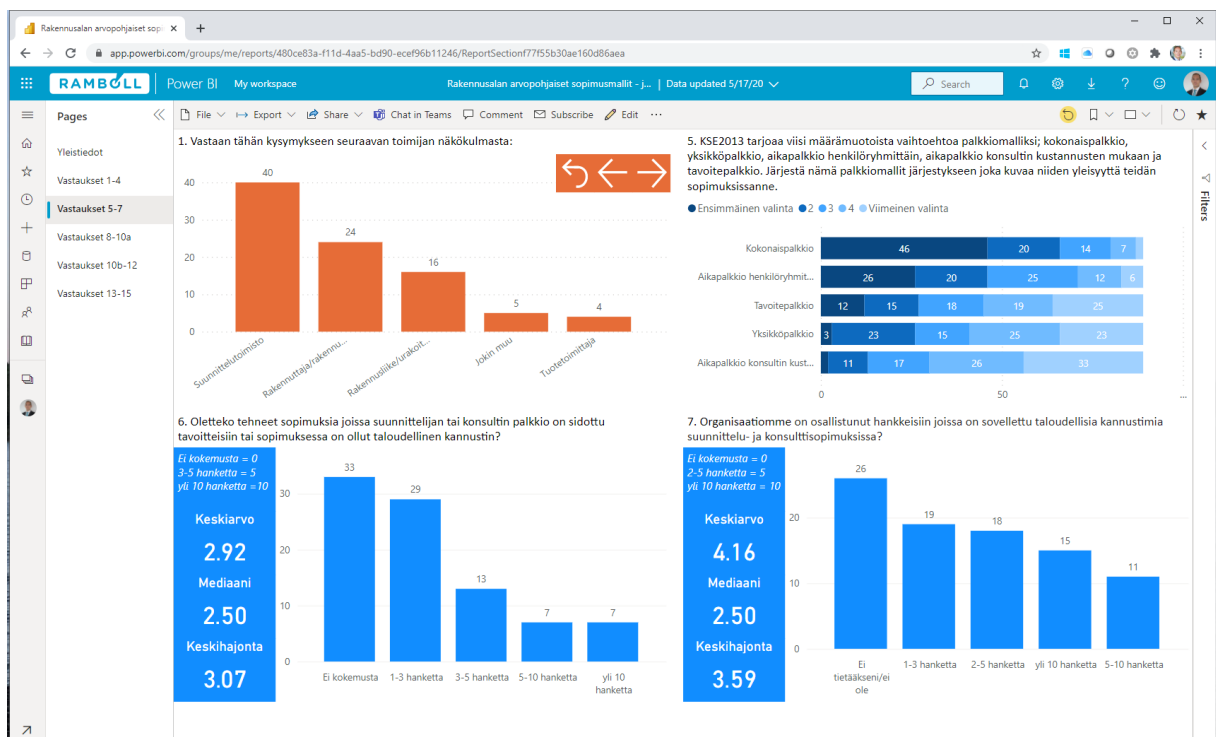 Rakennusalan arvopohjaiset sopi
app.powerbi.com/groups/me/reports/480ce83a-f11d-4aa5-bd90-ecef96b11246/ReportSectionf77f55b30ae160d86aea
RAMBOLL Power BI My workspace Rakennusalan arvopohjaiset sopimusmallit - j... | Data updated 5/17/20 Search
Pages
File Export Share Chat in Teams Comment Subscribe Edit ...
Yleistiedot
Vastaukset 1-4
Vastaukset 5-7
Vastaukset 8-10a
Vastaukset 10b-12
Vastaukset 13-15
Filters
1. Vastaan tähän kysymykseen seuraavan toimijan näkökulmasta:
40
30
20
10
0
40
24
16
5
4
Suunnittelutoimisto
Rakennuttaja/rakennu...
Rakennusliike/urakoit...
Jokin muu
Tuotetoimittaja
5. KSE2013 tarjoaa viisi määrämuotoista vaihtoehtoa palkkiomalliksi; kokonaispalkkio,
yksikköpalkkio, aikapalkkio henkilöryhmittäin, aikapalkkio konsultin kustannusten mukaan ja
tavoitepalkkio. Järjestä nämä palkkiomallit järjestykseen joka kuvaa niiden yleisyyttä teidän
sopimuksissanne.
Ensimmäinen valinta 2 3 4 Viimeinen valinta
Kokonaispalkkio 46 20 14 7
Aikapalkkio henkilöryhmit... 26 20 25 12 6
Tavoitepalkkio 12 15 18 19 25
Yksikköpalkkio 3 23 15 25 23
Aikapalkkio konsultin kust... 11 17 26 33
0 50 ...
6. Oletteko tehneet sopimuksia joissa suunnittelijan tai konsultin palkkio on sidottu
tavoitteisiin tai sopimuksessa on ollut taloudellinen kannustin?
Ei kokemusta = 0
3-5 hanketta = 5
yli 10 hanketta =10
Keskiarvo
2.92
Mediaani
2.50
Keskihajonta
3.07
30
20
10
0
33
29
13
7
7
Ei kokemusta
1-3 hanketta
3-5 hanketta
5-10 hanketta
yli 10
hanketta
7. Organisaatiomme on osallistunut hankkeisiin joissa on sovellettu taloudellisia kannustimia
suunnittelu- ja konsulttisopimuksissa?
Ei kokemusta = 0
2-5 hanketta = 5
yli 10 hanketta = 10
Keskiarvo
4.16
Mediaani
2.50
Keskihajonta
3.59
20
10
0
26
19
18
15
11
Ei
tietääkseni/ei
ole
1-3 hanketta
2-5 hanketta
yli 10 hanketta
5-10 hanketta